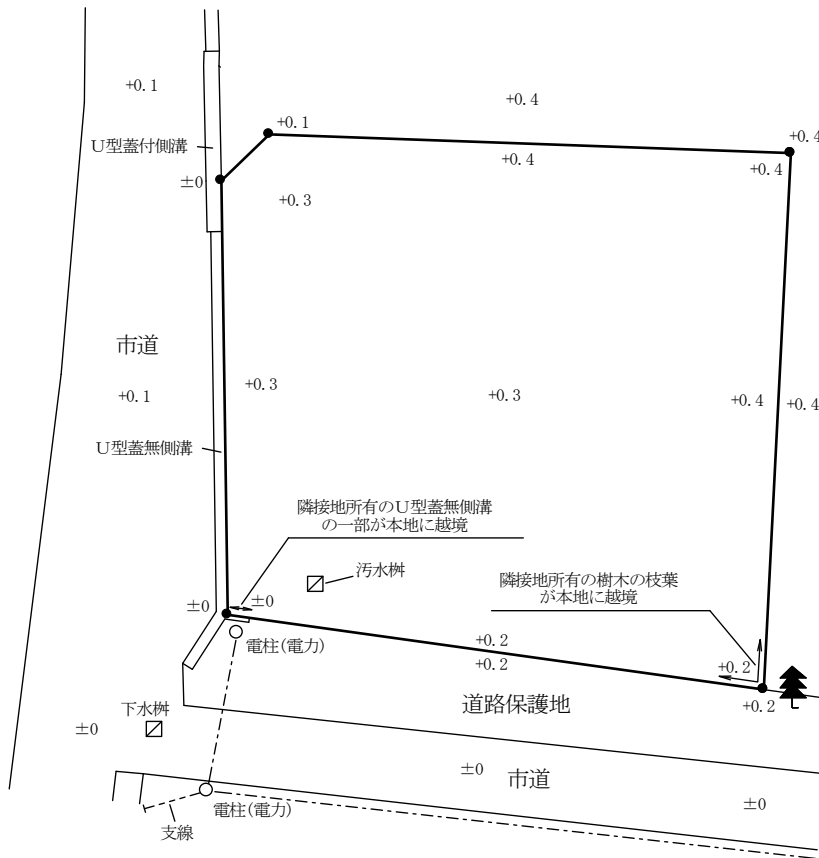 +0.1
+0.4
+0.1
U型蓋付側溝
+0.4
+0.4
+0.4
±0
+0.3
市道
+0.3
+0.1
+0.3
+0.4
+0.4
U型蓋無側溝
隣接地所有のU型蓋無側溝
の一部が本地に越境
汚水桝
隣接地所有の樹木の枝葉
が本地に越境
±0
±0
電柱(電力)
+0.2
+0.2
+0.2
道路保護地
+0.2
下水桝
±0
±0
市道
±0
電柱(電力)
支線